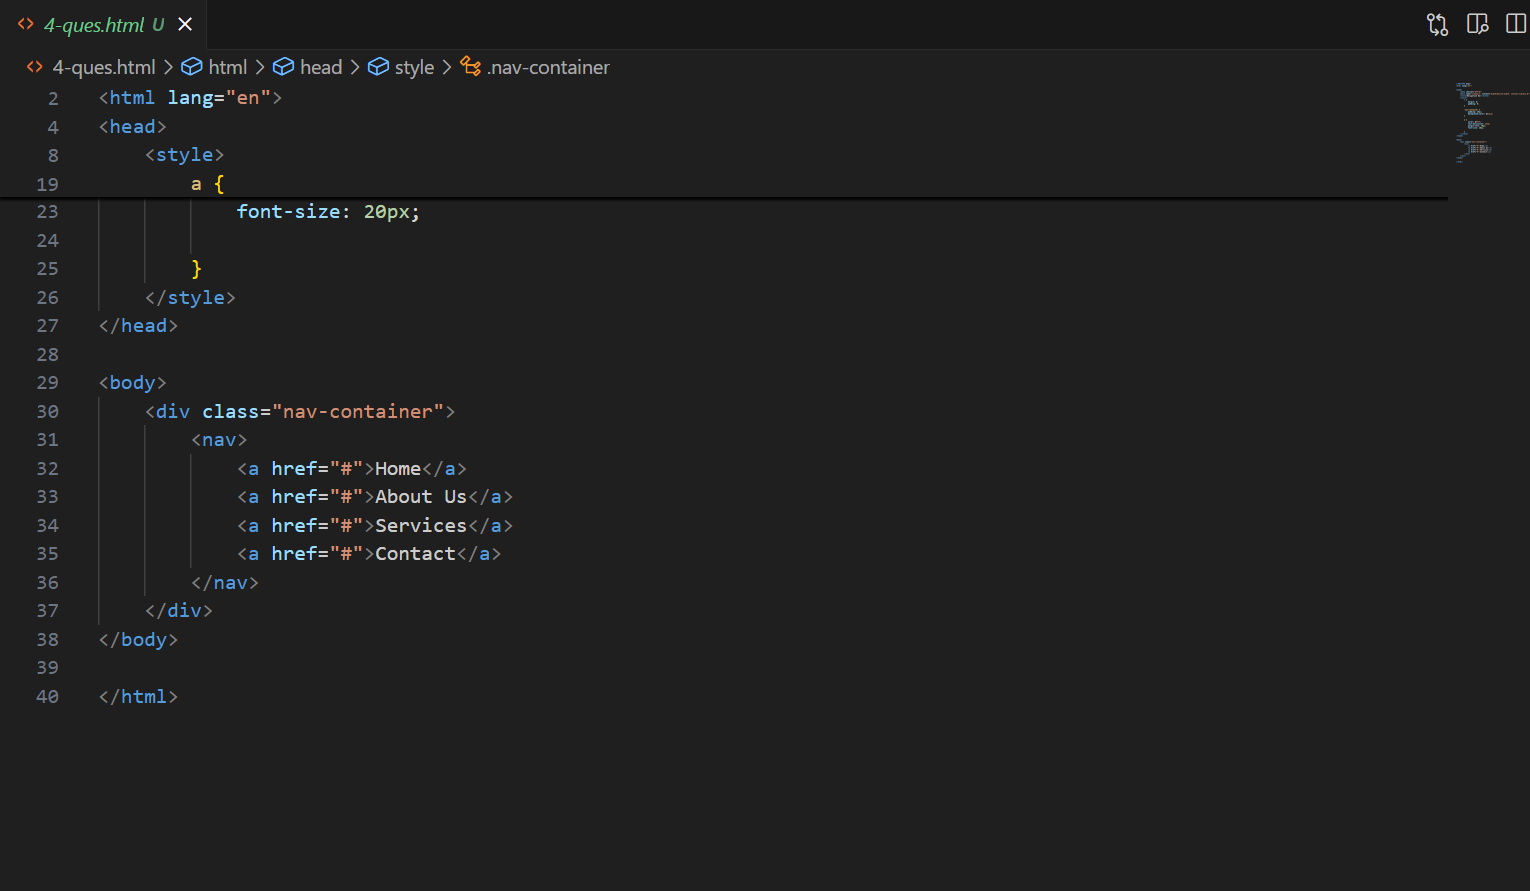 4-ques.html U
4-ques.html > html > head > style > .nav-container
2 <html lang="en">
4 <head>
8 <style>
19 a {
23 font-size: 20px;
24
25 }
26 </style>
27 </head>
28
29 <body>
30 <div class="nav-container">
31 <nav>
32 <a href="#">Home</a>
33 <a href="#">About Us</a>
34 <a href="#">Services</a>
35 <a href="#">Contact</a>
36 </nav>
37 </div>
38 </body>
39
40 </html>